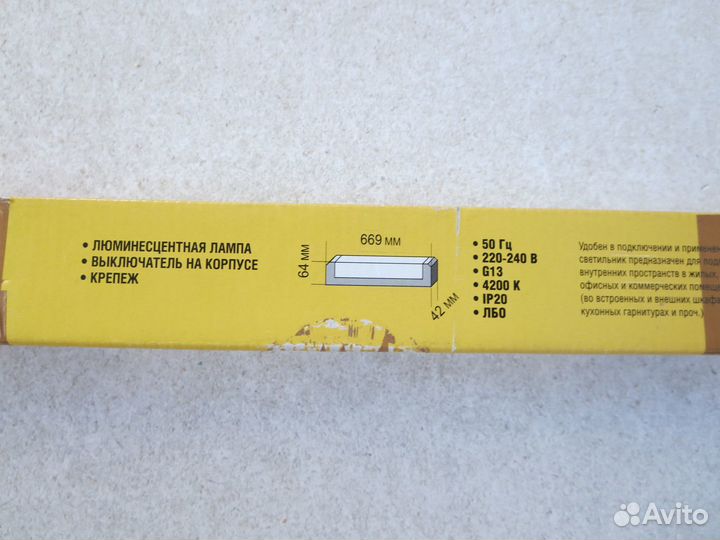 • ЛЮМИНЕСЦЕНТНАЯ ЛАМПА
• ВЫКЛЮЧАТЕЛЬ НА КОРПУСЕ
• КРЕПЕЖ
669 ММ
64 ММ
42 ММ
• 50 Гц
• 220-240 В
• G13
• 4200 К
• IP20
• ЛБО
Удобен в подключении и примене
светильник предназначен для под
внутренних пространств в жилых,
офисных и коммерческих помеще
(во встроенных и внешних шкафа
кухонных гарнитурах и проч.)
Avito